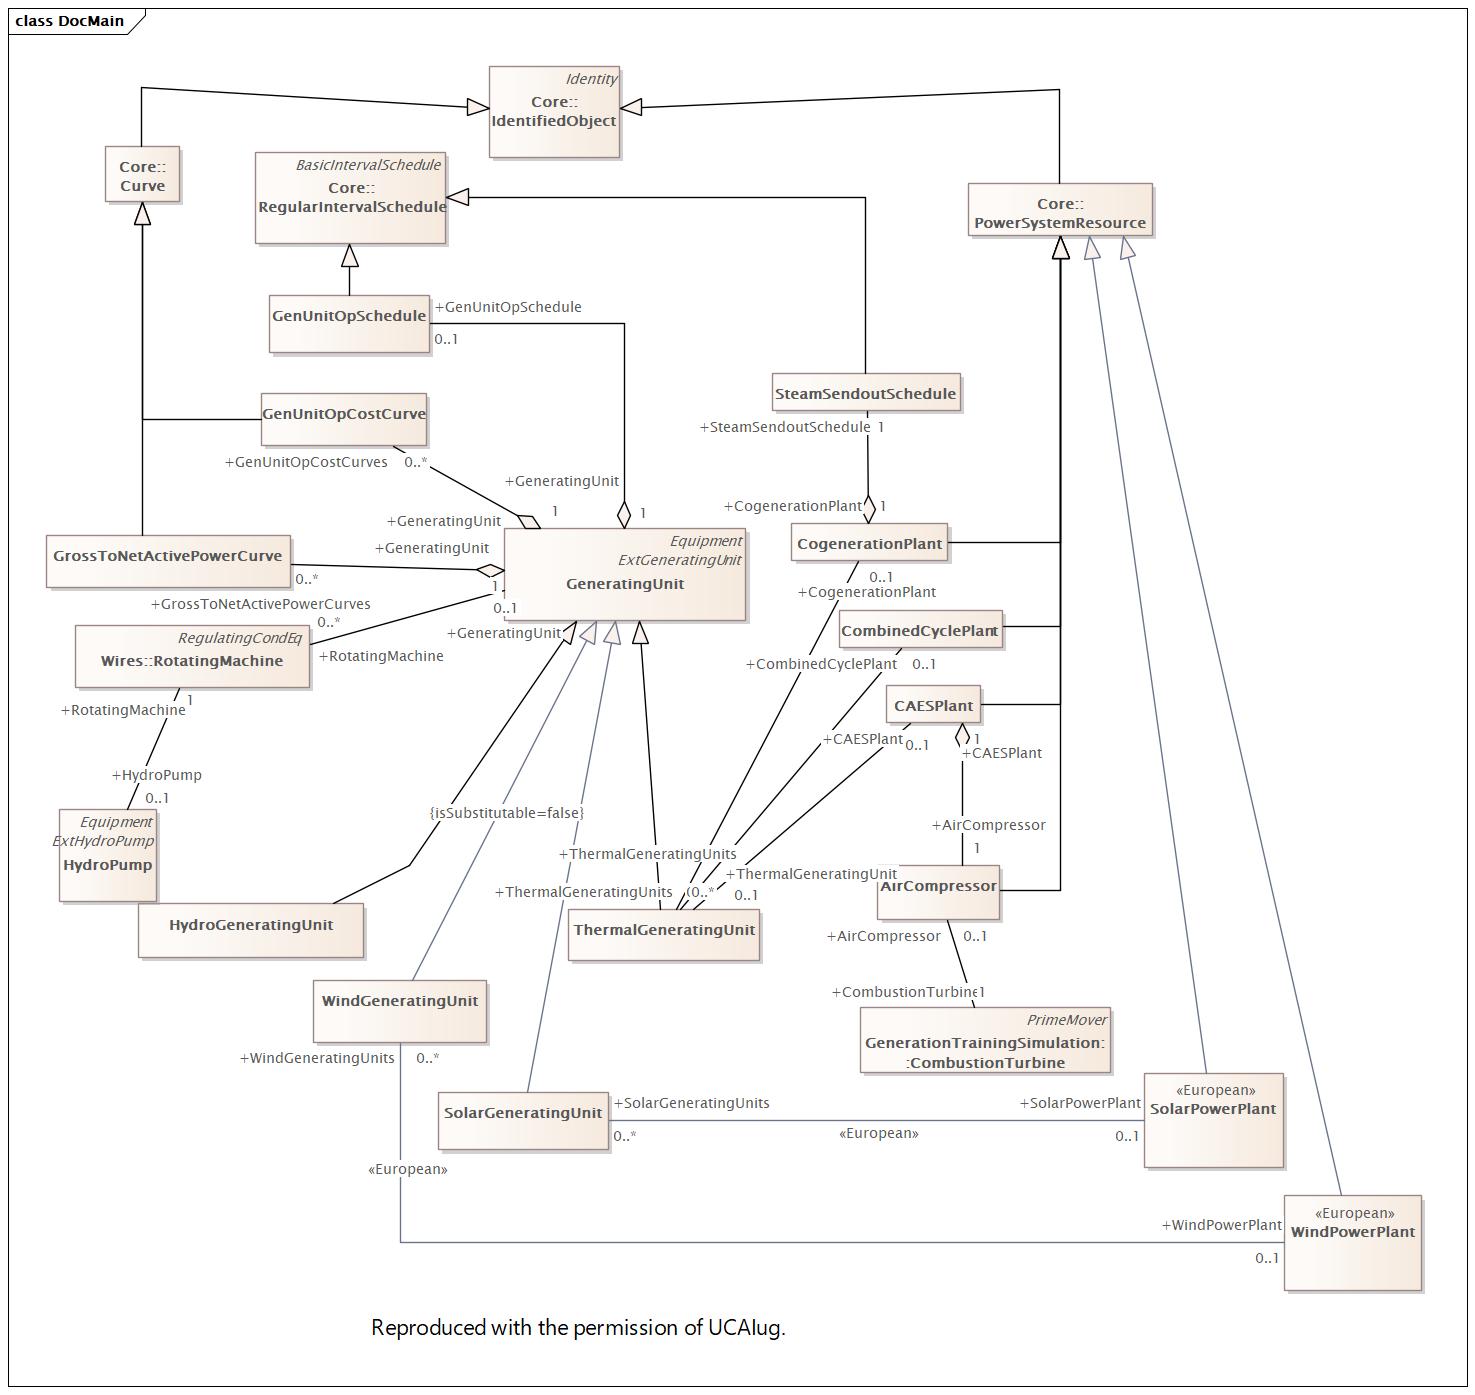 class DocMain
Identity
Core::
IdentifiedObject
Core::
Curve
BasicIntervalSchedule
Core::
RegularIntervalSchedule
Core::
PowerSystemResource
GenUnitOpSchedule
+GenUnitOpSchedule
0..1
SteamSendoutSchedule
+SteamSendoutSchedule 1
GenUnitOpCostCurve
+GenUnitOpCostCurves 0..*
+GeneratingUnit
1
1
+GeneratingUnit
+CogenerationPlant 1
GrossToNetActivePowerCurve
+GeneratingUnit
0..*
1
+GrossToNetActivePowerCurves
Equipment
ExtGeneratingUnit
GeneratingUnit
CogenerationPlant
0..1
+CogenerationPlant
0..1
0..*
+GeneratingUnit
+RotatingMachine
RegulatingCondEq
Wires::RotatingMachine
CombinedCyclePlant
+CombinedCyclePlant 0..1
+RotatingMachine
1
CAESPlant
+CAESPlant 0..1
1
+CAESPlant
+HydroPump
0..1
Equipment
ExtHydroPump
HydroPump
{isSubstitutable=false}
+AirCompressor
1
+ThermalGeneratingUnits
+ThermalGeneratingUnit
+ThermalGeneratingUnits
0..*
0..1
AirCompressor
HydroGeneratingUnit
ThermalGeneratingUnit
+AirCompressor 0..1
WindGeneratingUnit
+CombustionTurbine
1
PrimeMover
GenerationTrainingSimulation:
:CombustionTurbine
+WindGeneratingUnits 0..*
SolarGeneratingUnit
+SolarGeneratingUnits
0..*
«European»
+SolarPowerPlant
0..1
«European»
SolarPowerPlant
«European»
+WindPowerPlant
0..1
«European»
WindPowerPlant
Reproduced with the permission of UCAIug.